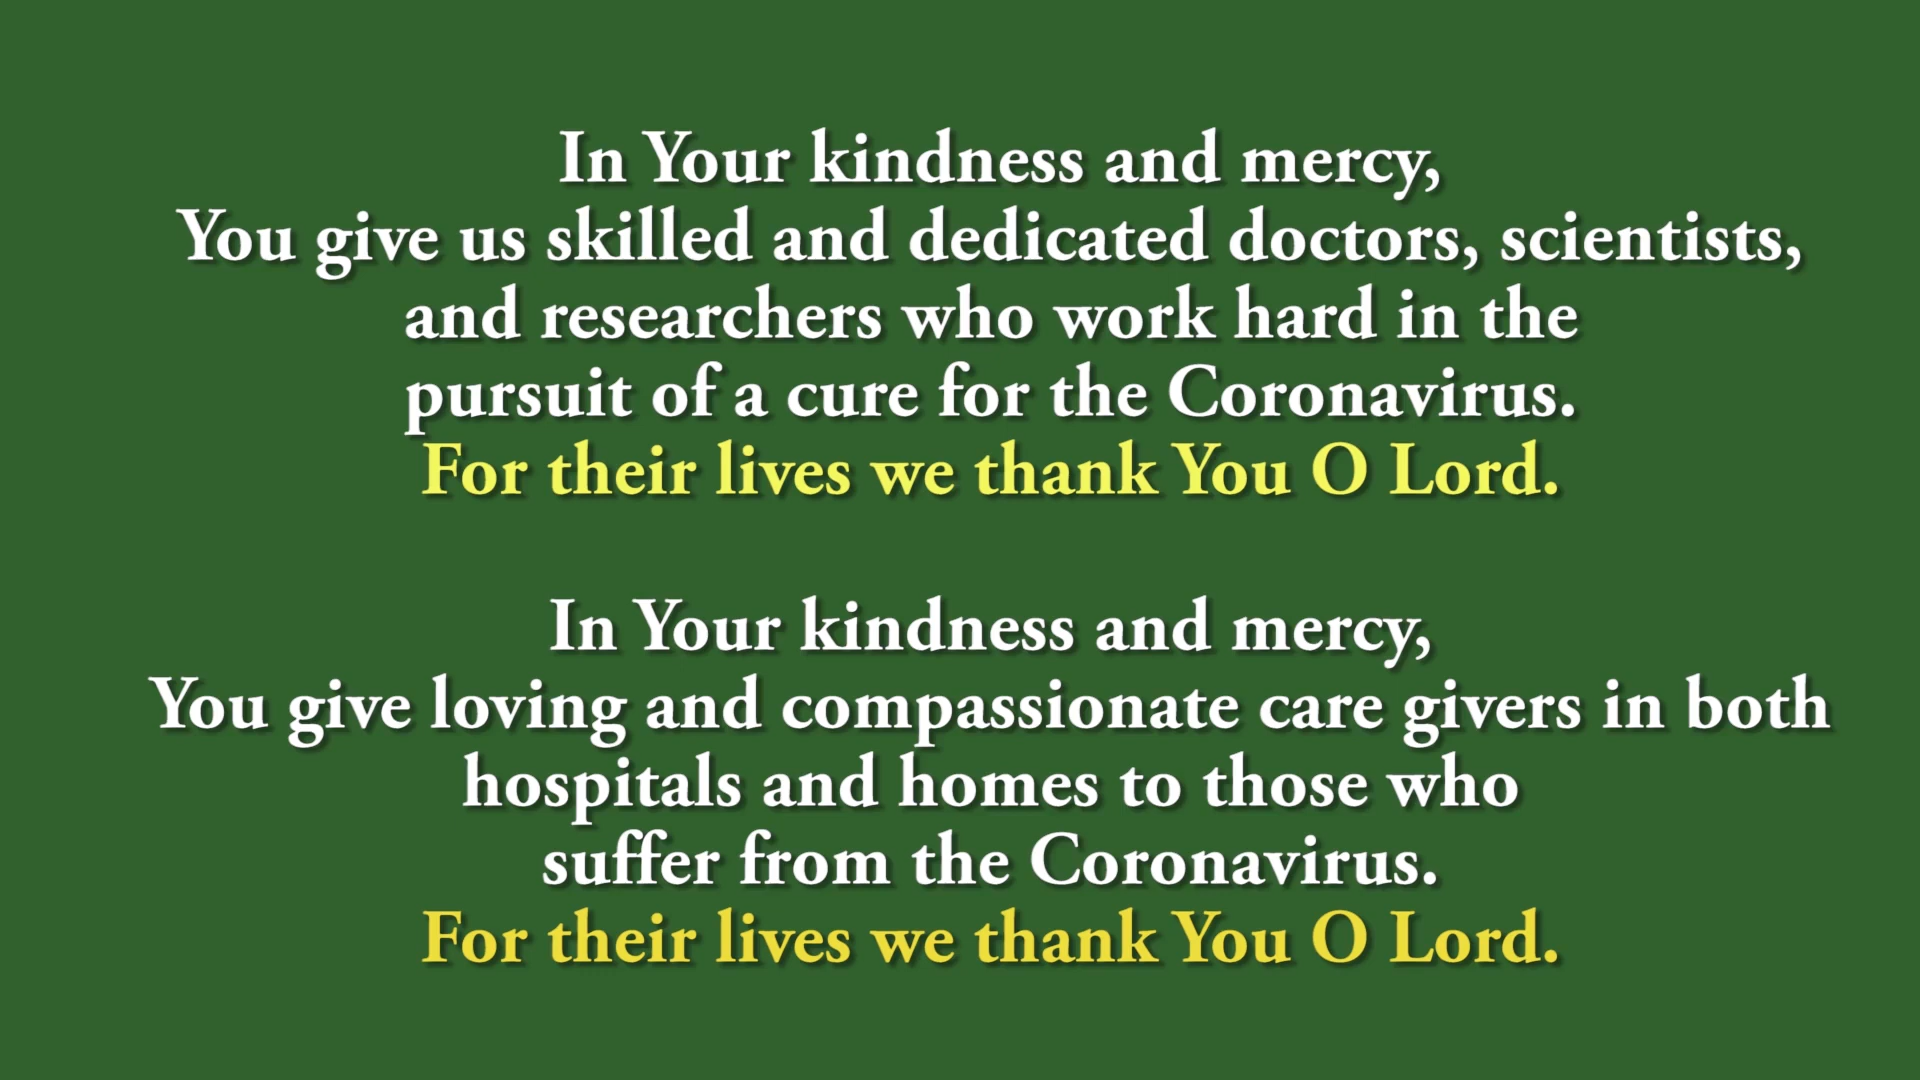 In Your kindness and mercy,
You give us skilled and dedicated doctors, scientists,
and researchers who work hard in the
pursuit of a cure for the Coronavirus.
For their lives we thank You O Lord.
In Your kindness and mercy,
You give loving and compassionate care givers in both
hospitals and homes to those who
suffer from the Coronavirus.
For their lives we thank You O Lord.